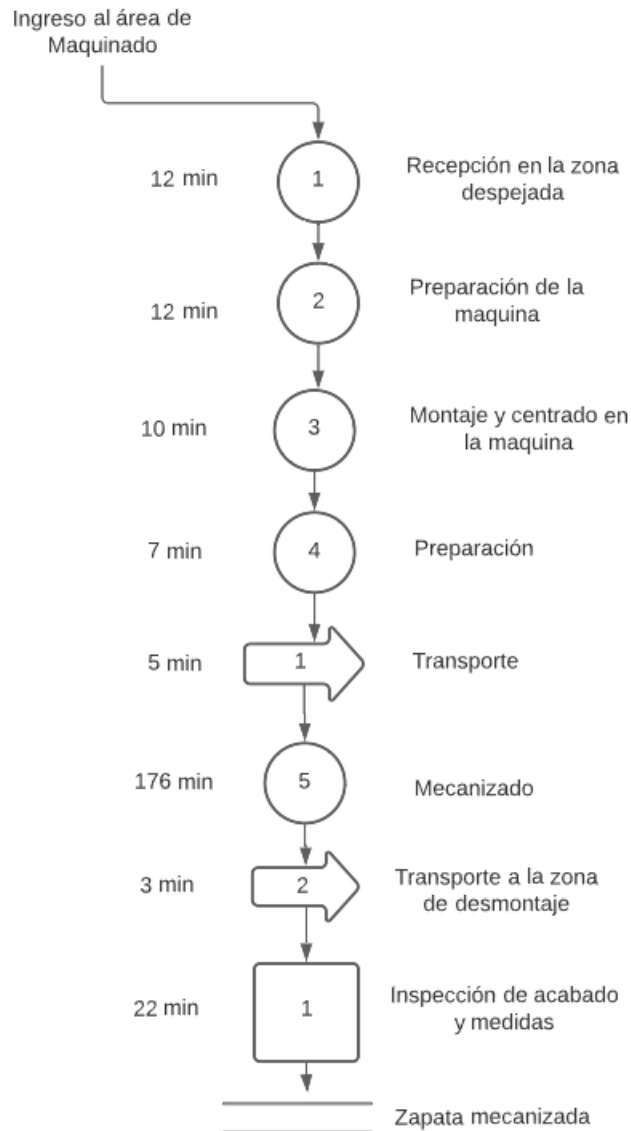 Ingreso al área de
Maquinado
12 min
1
Recepción en la zona
despejada
12 min
2
Preparación de la
maquina
10 min
3
Montaje y centrado en
la maquina
7 min
4
Preparación
5 min
1
Transporte
176 min
5
Mecanizado
3 min
2
Transporte a la zona
de desmontaje
22 min
1
Inspección de acabado
y medidas
Zapata mecanizada